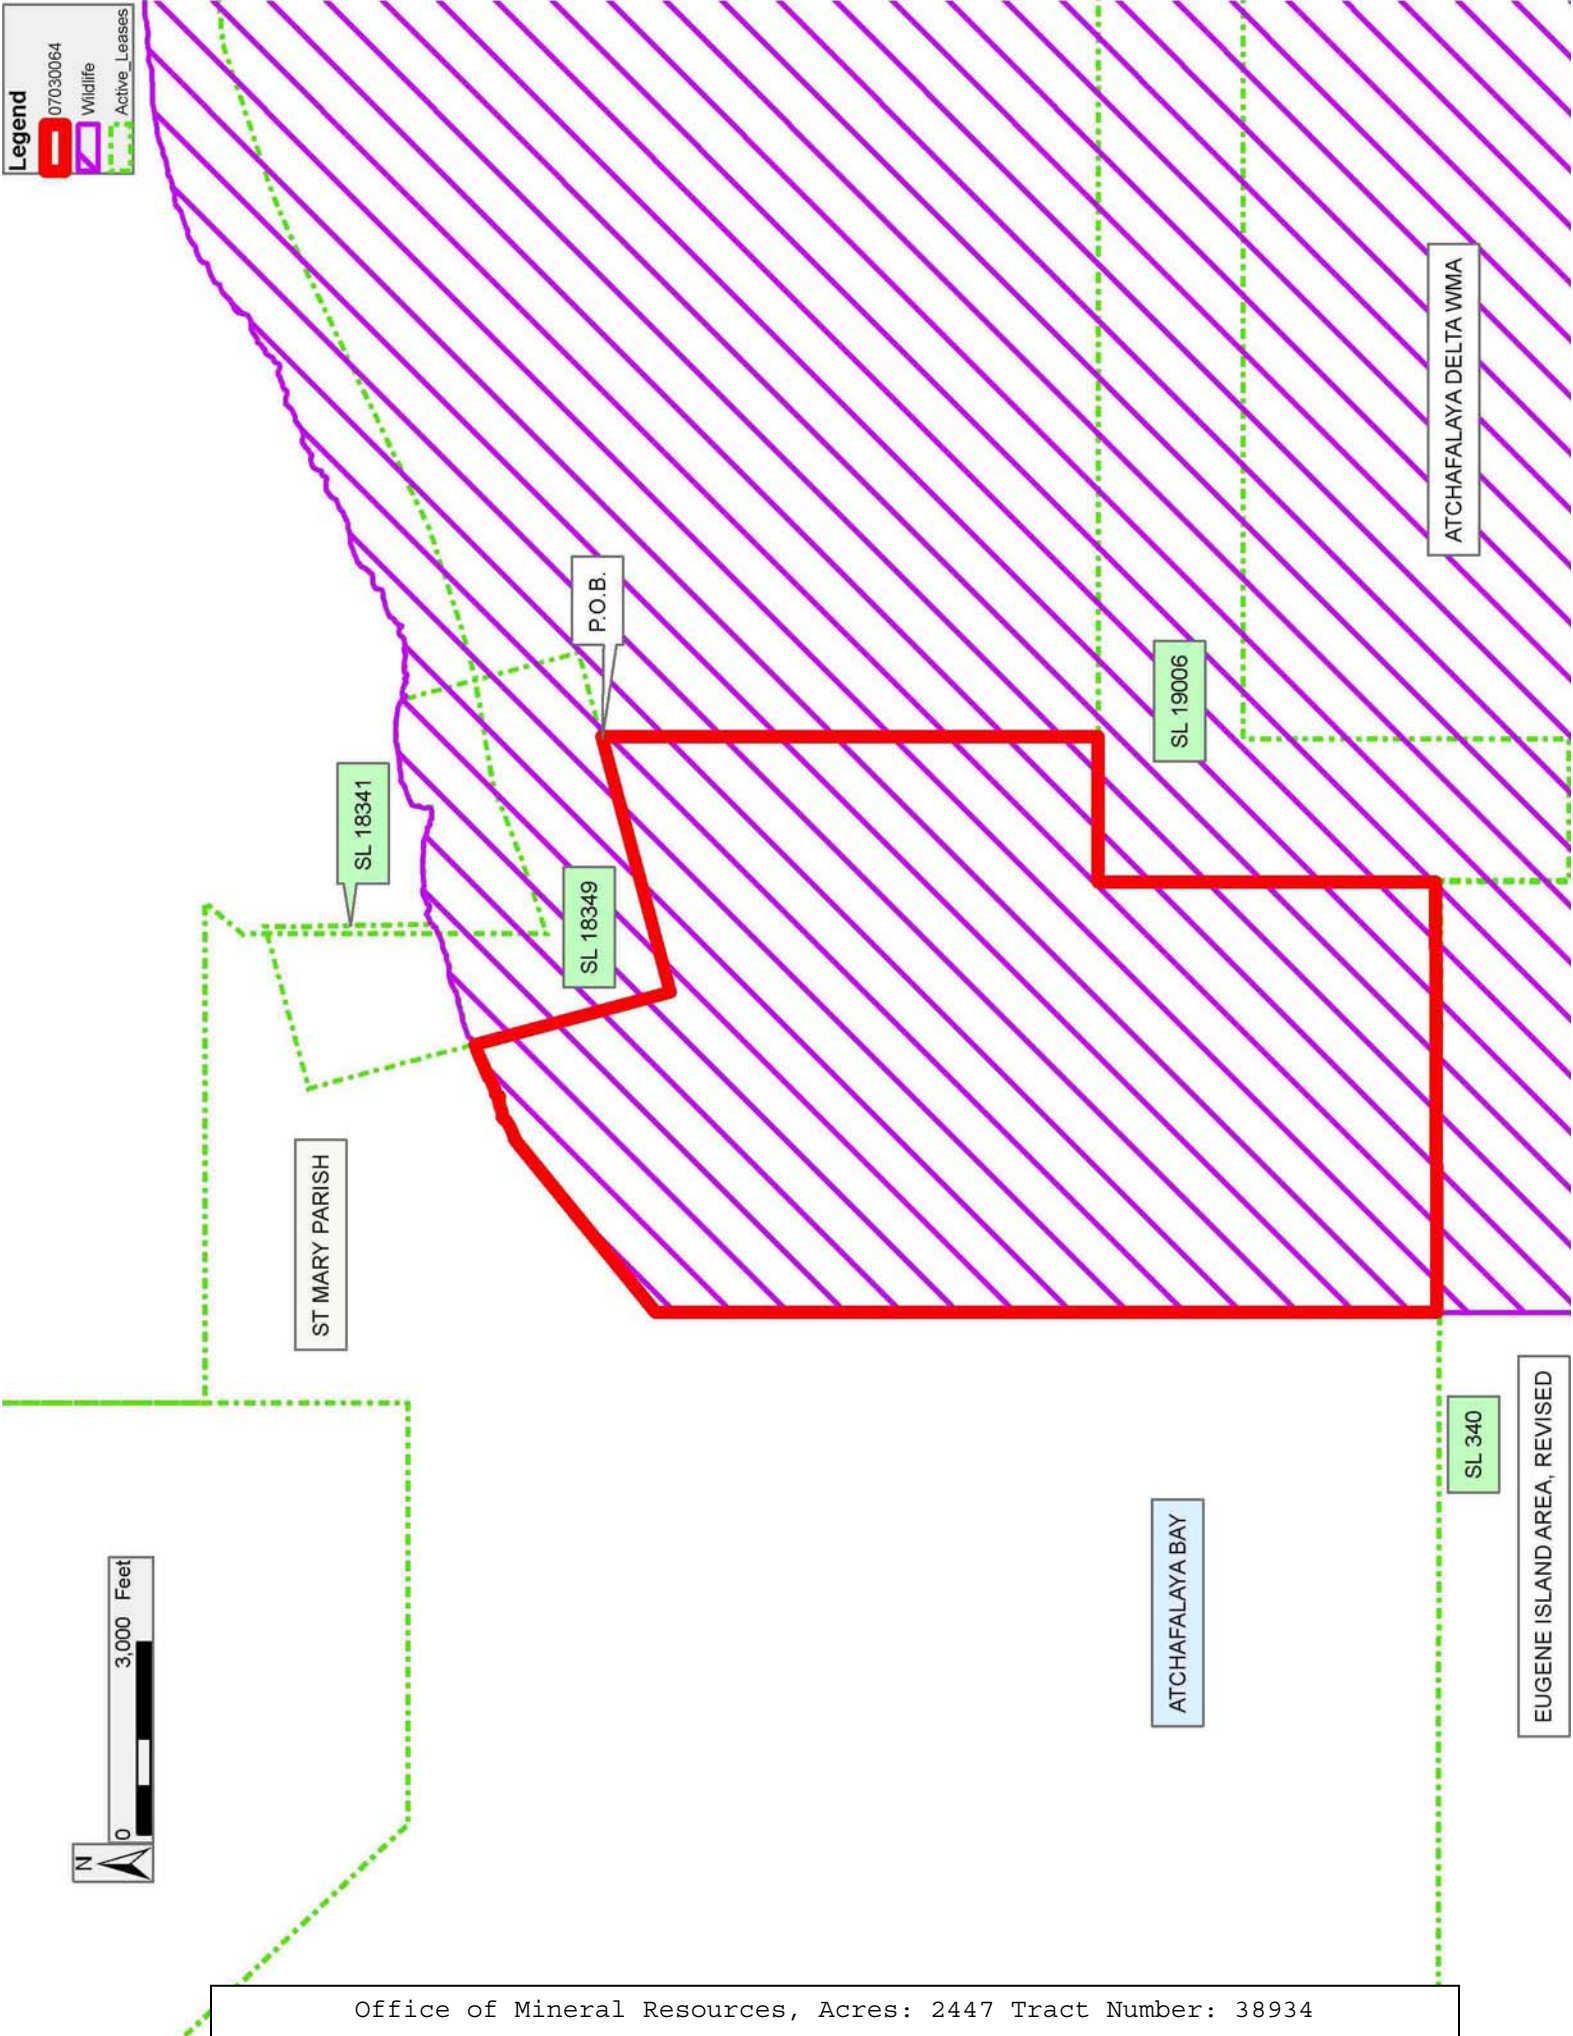 Legend
07030064
Wildlife
Active_Leases
N
0 3,000 Feet
ST MARY PARISH
SL 18341
SL 18349
P.O.B.
SL 19006
ATCHAFALAYA BAY
ATCHAFALAYA DELTA WMA
SL 340
EUGENE ISLAND AREA, REVISED
Office of Mineral Resources, Acres: 2447 Tract Number: 38934